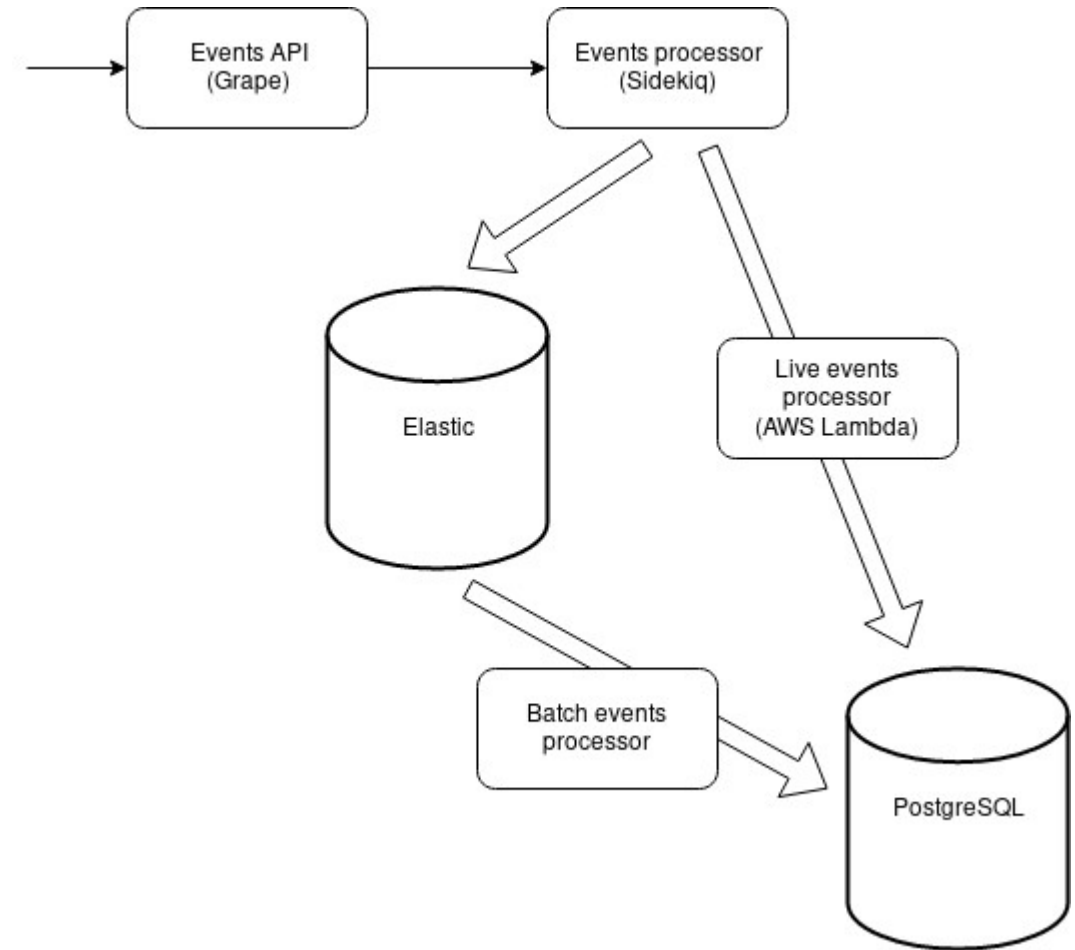 Events API
(Grape)
Events processor
(Sidekiq)
Elastic
Live events
processor
(AWS Lambda)
Batch events
processor
PostgreSQL